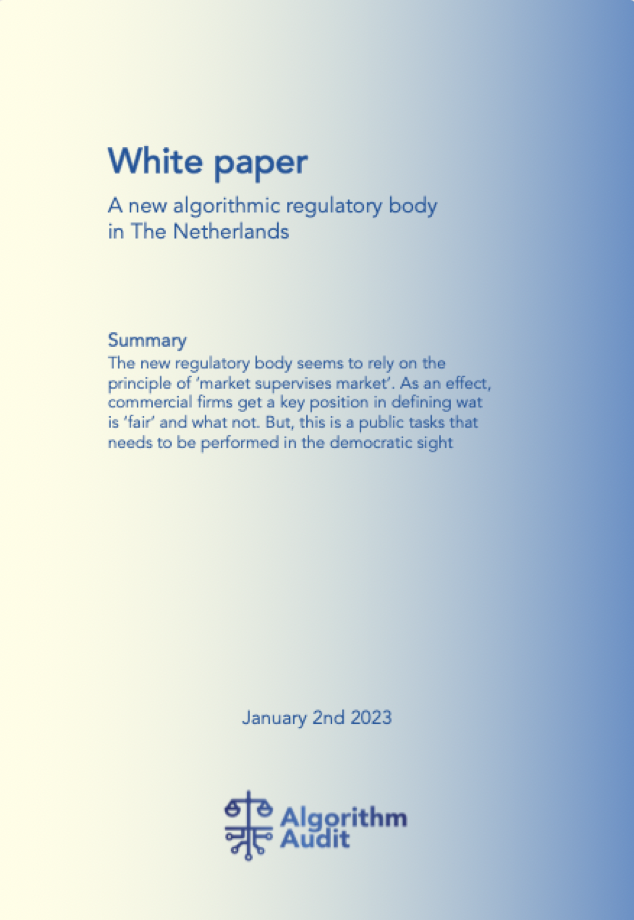 White paper
A new algorithmic regulatory body
in The Netherlands
Summary
The new regulatory body seems to rely on the
principle of ‘market supervises market’. As an effect,
commercial firms get a key position in defining wat
is ‘fair’ and what not. But, this is a public tasks that
needs to be performed in the democratic sight
January 2nd 2023
Algorithm
Audit